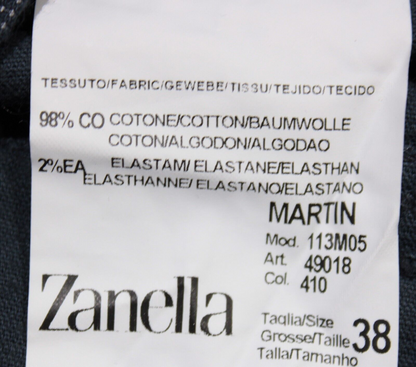 TESSUTO/FABRIC/GEWEBE/TISSU/TEJIDO/TECIDO
98% CO COTONE/COTTON/BAUMWOLLE
COTON/ALGODON/ALGODAO
2%EA ELASTAM/ ELASTANE/ELASTHAN
ELASTHANNE/ ELASTANO/ELASTANO
MARTIN
Mod. 113M05
Art. 49018
Col. 410
Zanella
Taglia/Size
Grosse/Taille 38
Talla/Tamanho